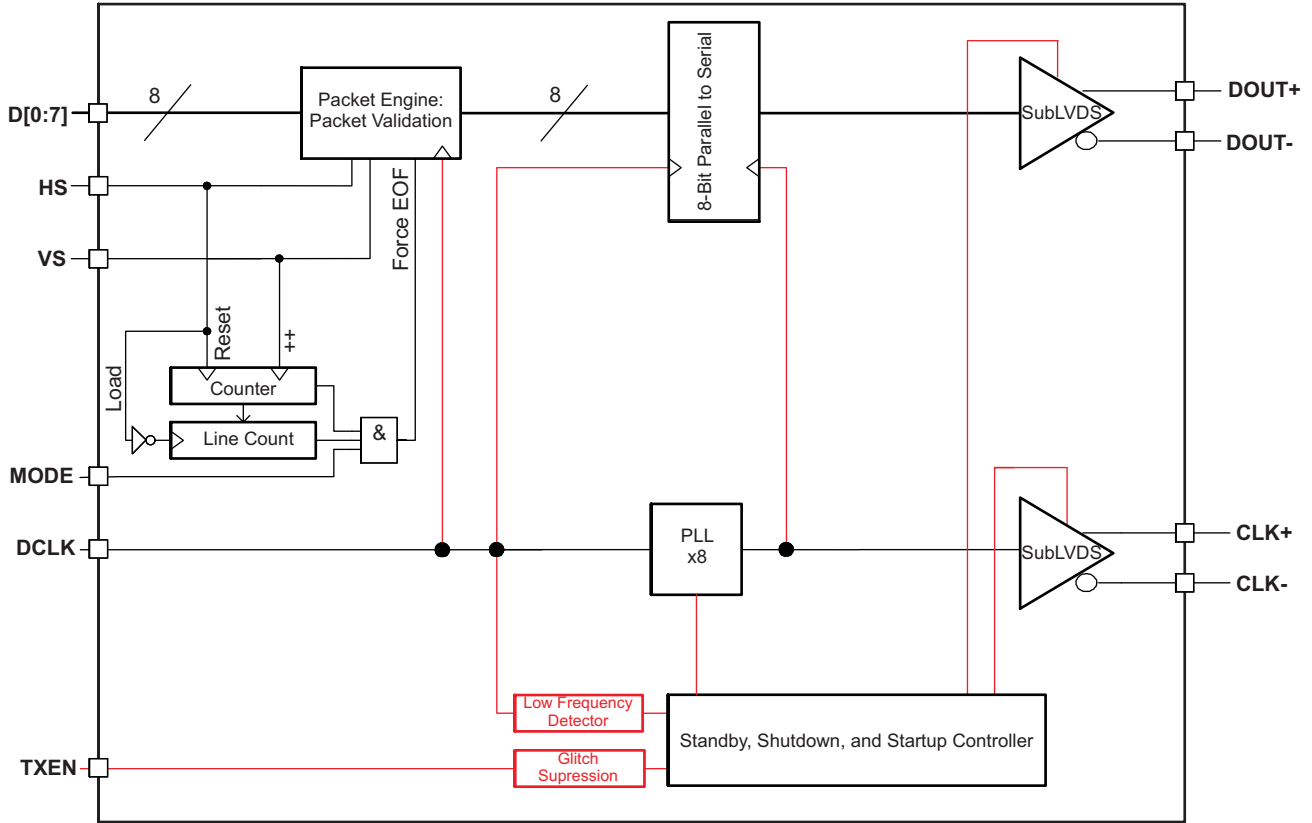 8
8
Packet Engine:
Packet Validation
8-Bit Parallel to Serial
SubLVDS
DOUT+
DOUT-
D[0:7]
HS
VS
Force EOF
Reset
++
Load
Counter
Line Count
&
MODE
DCLK
PLL
x8
SubLVDS
CLK+
CLK-
Low Frequency
Detector
Standby, Shutdown, and Startup Controller
Glitch
Supression
TXEN